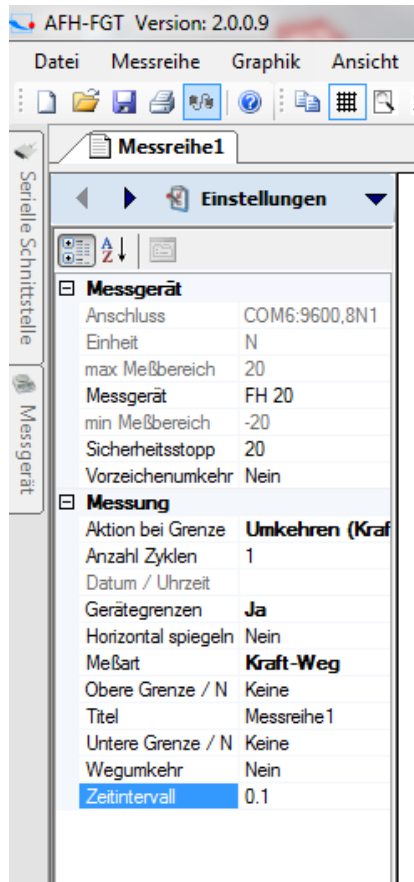 AFH-FGT Version: 2.0.0.9
Datei Messreihe Graphik Ansicht
Messreihe1
Einstellungen
Serielle Schnittstelle
Messgerät
Messgerät
Anschluss COM6:9600,8N1
Einheit N
max Meßbereich 20
Messgerät FH 20
min Meßbereich -20
Sicherheitsstopp 20
Vorzeichenumkehr Nein
Messung
Aktion bei Grenze Umkehren (Kraf
Anzahl Zyklen 1
Datum / Uhrzeit
Gerätegrenzen Ja
Horizontal spiegeln Nein
Meßart Kraft-Weg
Obere Grenze / N Keine
Titel Messreihe1
Untere Grenze / N Keine
Wegumkehr Nein
Zeitintervall 0.1